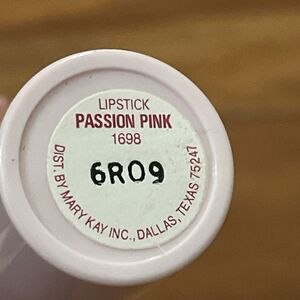 LIPSTICK
PASSION PINK
1698
6R09
DIST. BY MARY KAY INC., DALLAS, TEXAS 75247